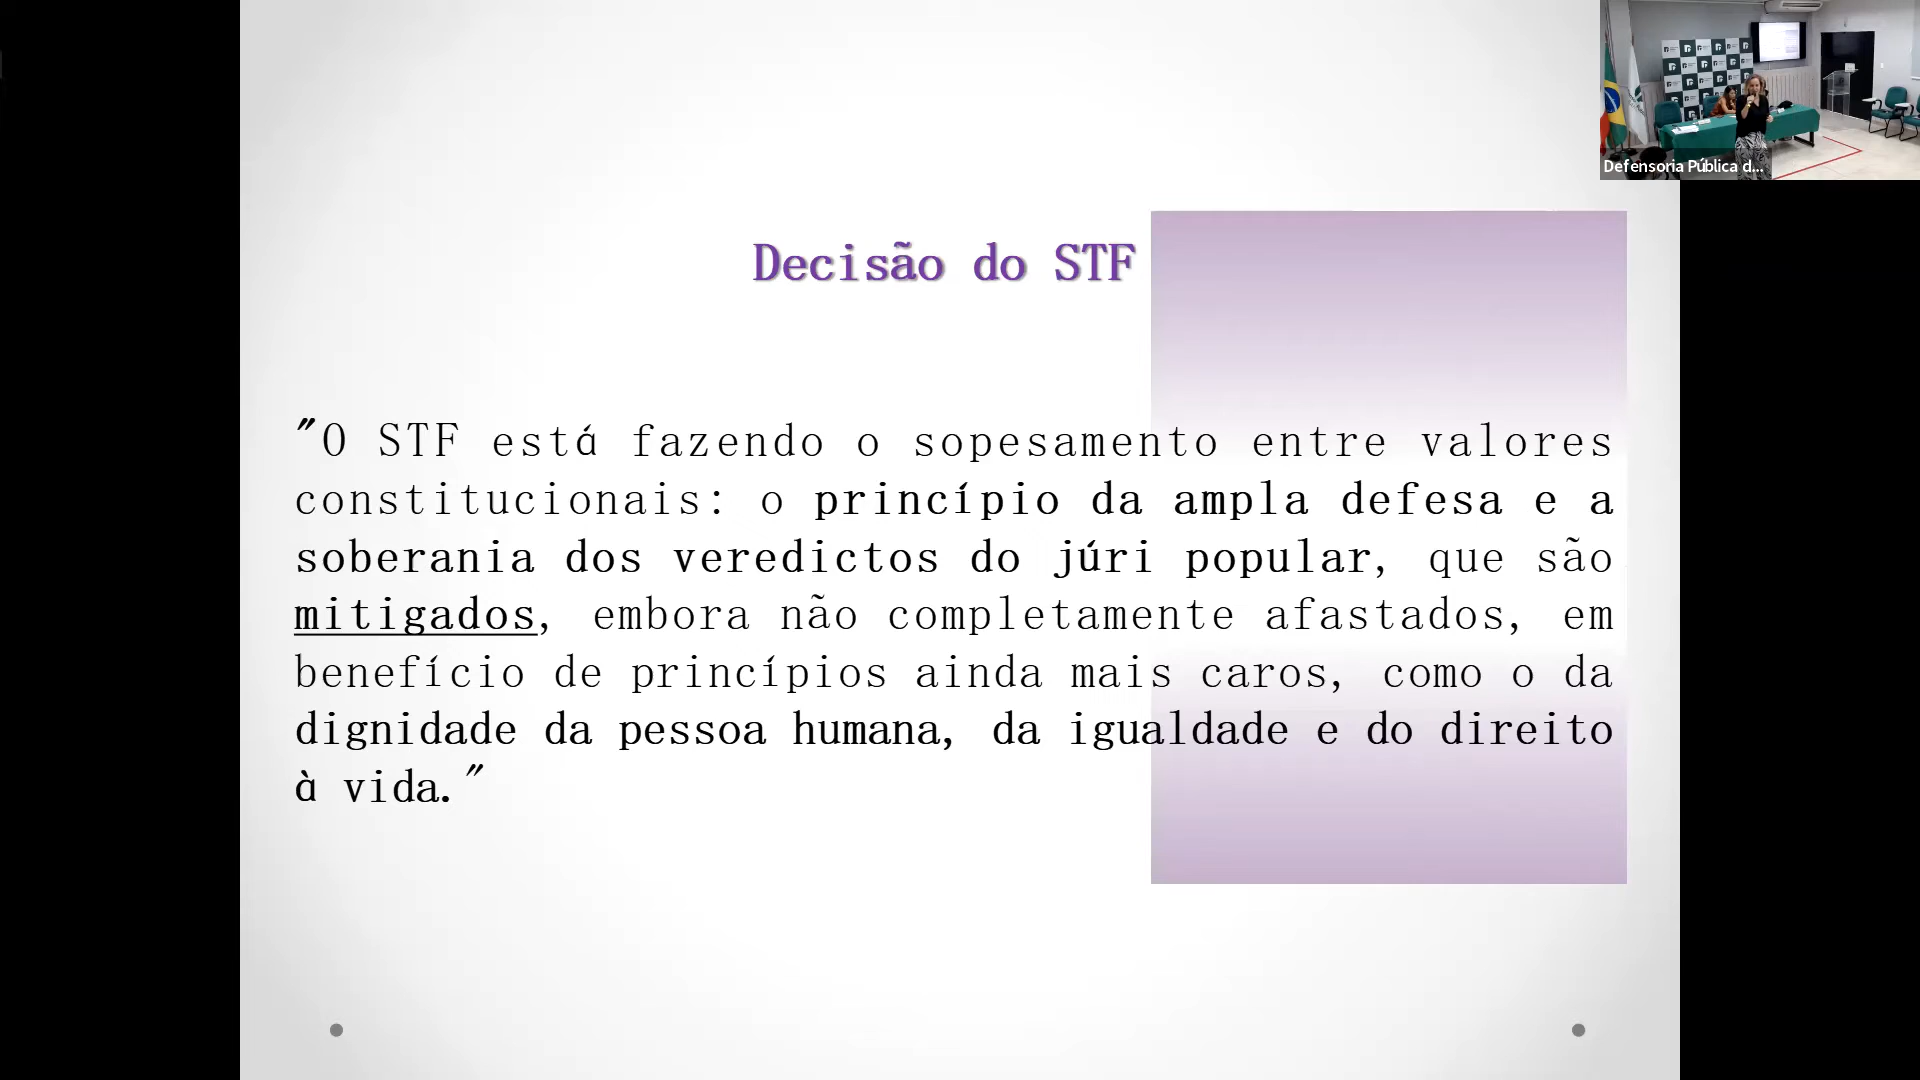 Defensoria Pública d...
Decisão do STF
"O STF está fazendo o sopesamento entre valores
constitucionais: o princípio da ampla defesa e a
soberania dos veredictos do júri popular, que são
mitigados, embora não completamente afastados, em
benefício de princípios ainda mais caros, como o da
dignidade da pessoa humana, da igualdade e do direito
à vida."